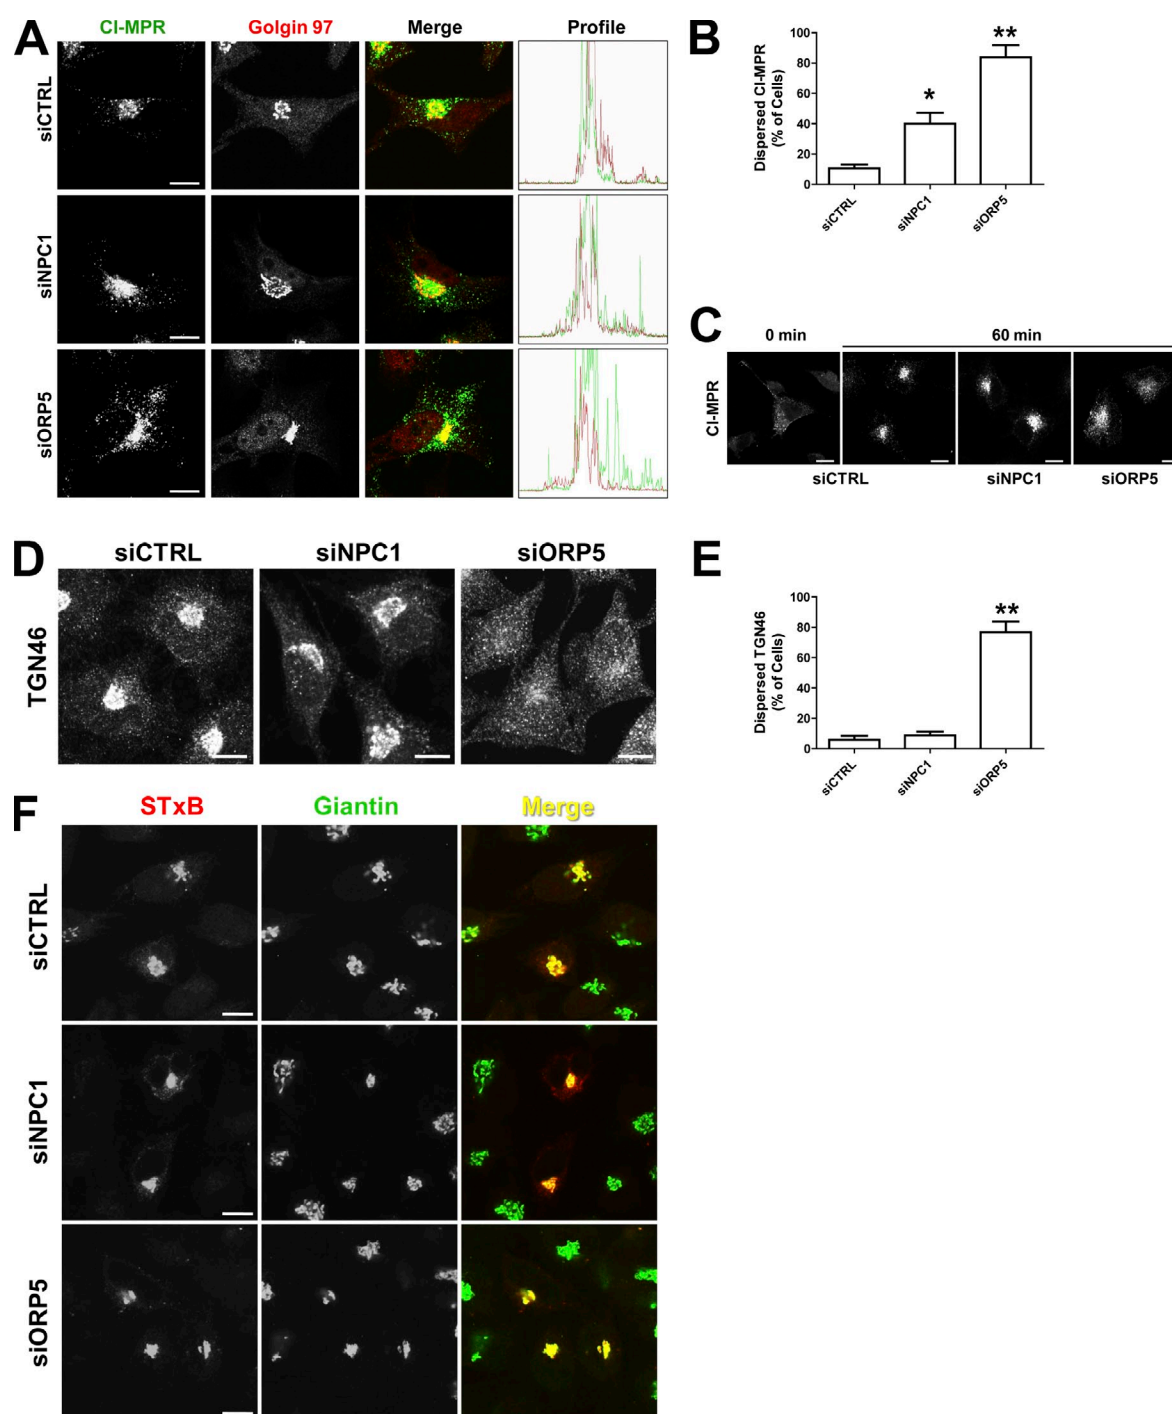 A
CI-MPR Golgin 97 Merge Profile
siCTRL
siNPC1
siORP5
B
Dispersed CI-MPR
(% of Cells)
100
80
60
40
20
0
*
**
siCTRL siNPC1 siORP5
C
0 min 60 min
CI-MPR
siCTRL siNPC1 siORP5
D
siCTRL siNPC1 siORP5
TGN46
E
Dispersed TGN46
(% of Cells)
100
80
60
40
20
0
**
siCTRL siNPC1 siORP5
F
STxB Giantin Merge
siCTRL
siNPC1
siORP5